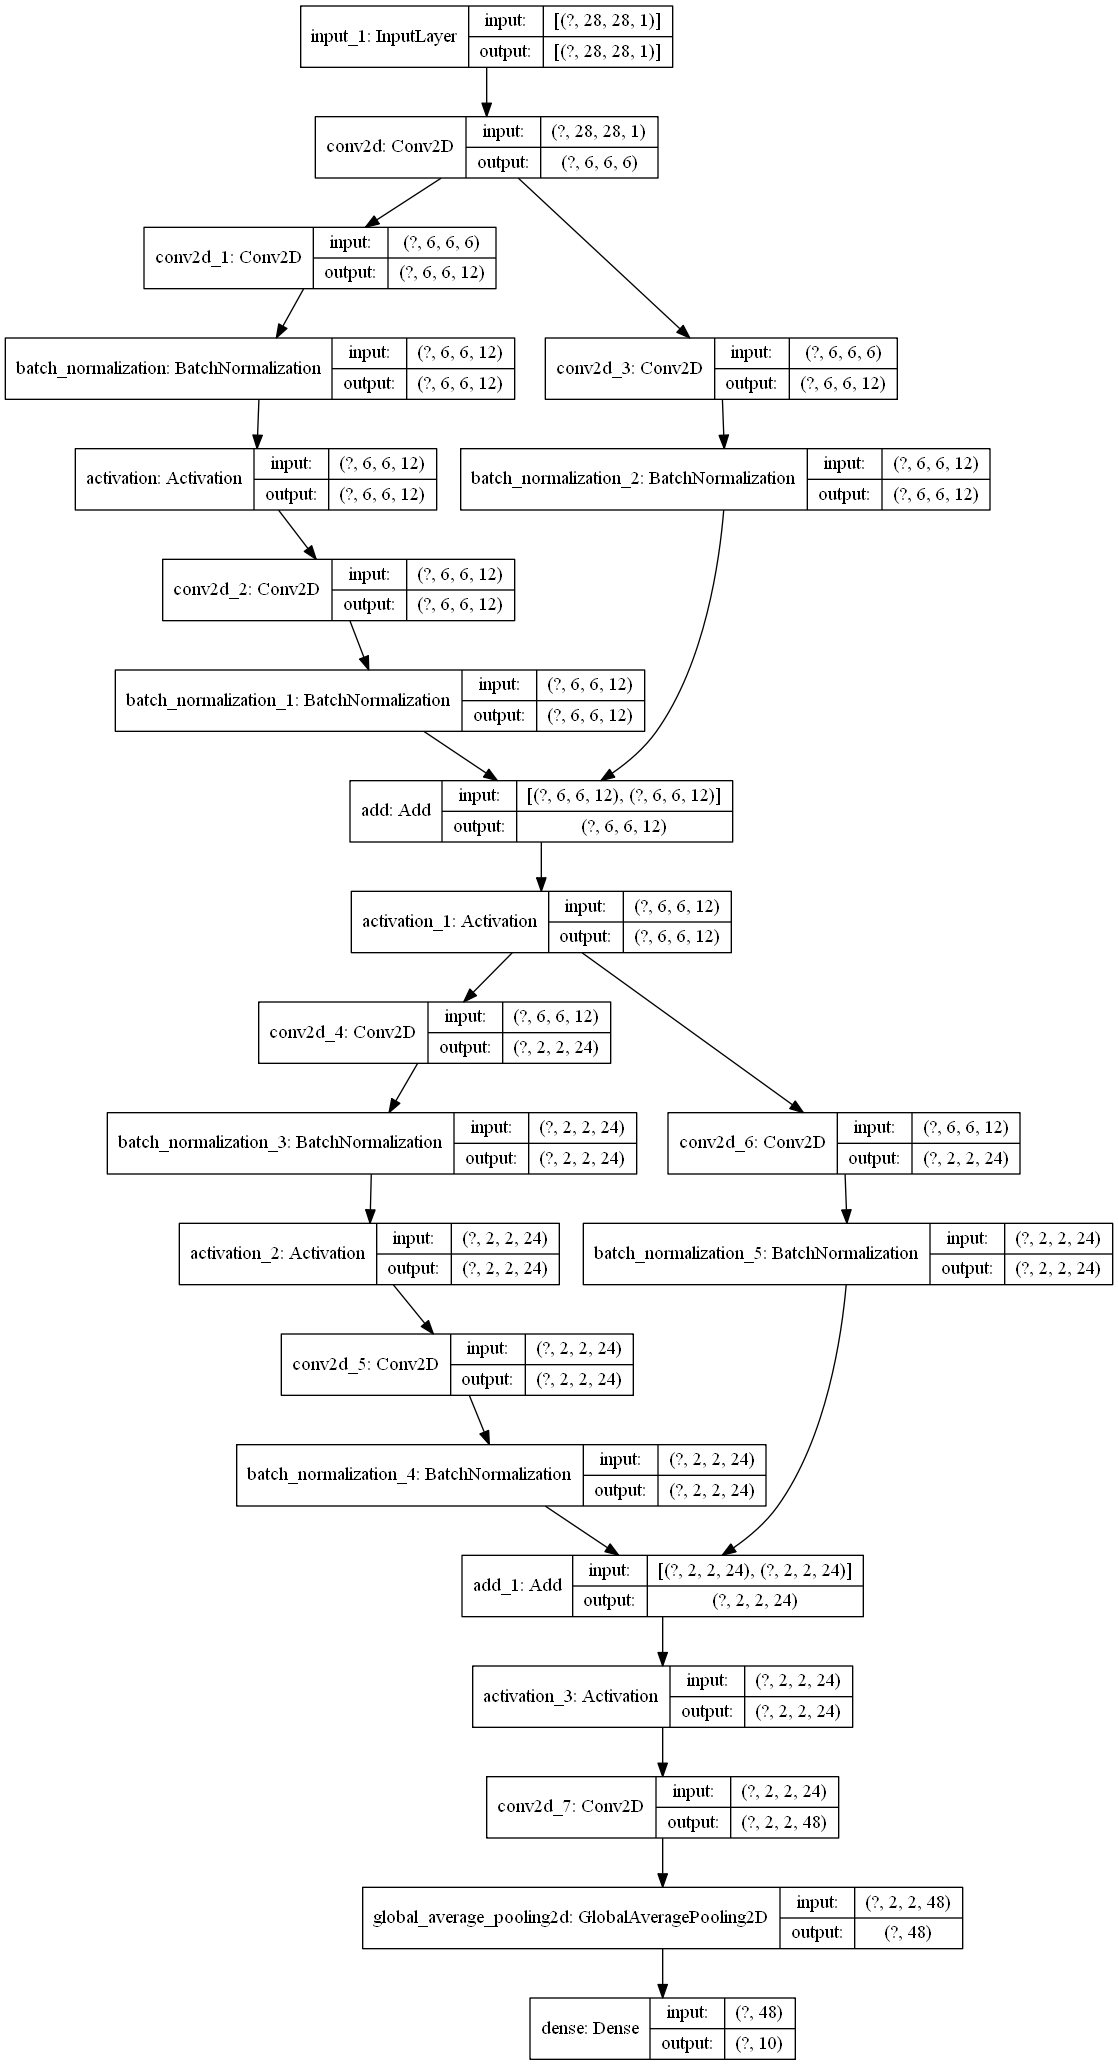 input_1: InputLayer
input: [(?, 28, 28, 1)]
output: [(?, 28, 28, 1)]
conv2d: Conv2D
input: (?, 28, 28, 1)
output: (?, 6, 6, 6)
conv2d_1: Conv2D
input: (?, 6, 6, 6)
output: (?, 6, 6, 12)
batch_normalization: BatchNormalization
input: (?, 6, 6, 12)
output: (?, 6, 6, 12)
conv2d_3: Conv2D
input: (?, 6, 6, 6)
output: (?, 6, 6, 12)
activation: Activation
input: (?, 6, 6, 12)
output: (?, 6, 6, 12)
batch_normalization_2: BatchNormalization
input: (?, 6, 6, 12)
output: (?, 6, 6, 12)
conv2d_2: Conv2D
input: (?, 6, 6, 12)
output: (?, 6, 6, 12)
batch_normalization_1: BatchNormalization
input: (?, 6, 6, 12)
output: (?, 6, 6, 12)
add: Add
input: [(?, 6, 6, 12), (?, 6, 6, 12)]
output: (?, 6, 6, 12)
activation_1: Activation
input: (?, 6, 6, 12)
output: (?, 6, 6, 12)
conv2d_4: Conv2D
input: (?, 6, 6, 12)
output: (?, 2, 2, 24)
batch_normalization_3: BatchNormalization
input: (?, 2, 2, 24)
output: (?, 2, 2, 24)
conv2d_6: Conv2D
input: (?, 6, 6, 12)
output: (?, 2, 2, 24)
activation_2: Activation
input: (?, 2, 2, 24)
output: (?, 2, 2, 24)
batch_normalization_5: BatchNormalization
input: (?, 2, 2, 24)
output: (?, 2, 2, 24)
conv2d_5: Conv2D
input: (?, 2, 2, 24)
output: (?, 2, 2, 24)
batch_normalization_4: BatchNormalization
input: (?, 2, 2, 24)
output: (?, 2, 2, 24)
add_1: Add
input: [(?, 2, 2, 24), (?, 2, 2, 24)]
output: (?, 2, 2, 24)
activation_3: Activation
input: (?, 2, 2, 24)
output: (?, 2, 2, 24)
conv2d_7: Conv2D
input: (?, 2, 2, 24)
output: (?, 2, 2, 48)
global_average_pooling2d: GlobalAveragePooling2D
input: (?, 2, 2, 48)
output: (?, 48)
dense: Dense
input: (?, 48)
output: (?, 10)